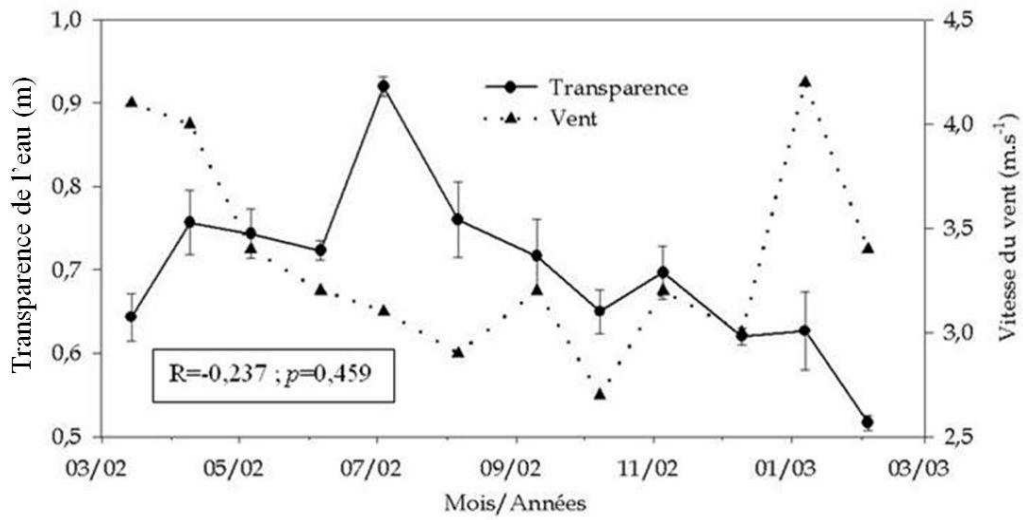 1,0
0,9
0,8
0,7
0,6
0,5
Transparence de l'eau (m)
Transparence
Vent
R=-0,237 ; p=0,459
4,5
4,0
3,5
3,0
2,5
Vitesse du vent (m.s⁻¹)
03/02 05/02 07/02 09/02 11/02 01/03 03/03
Mois/Années